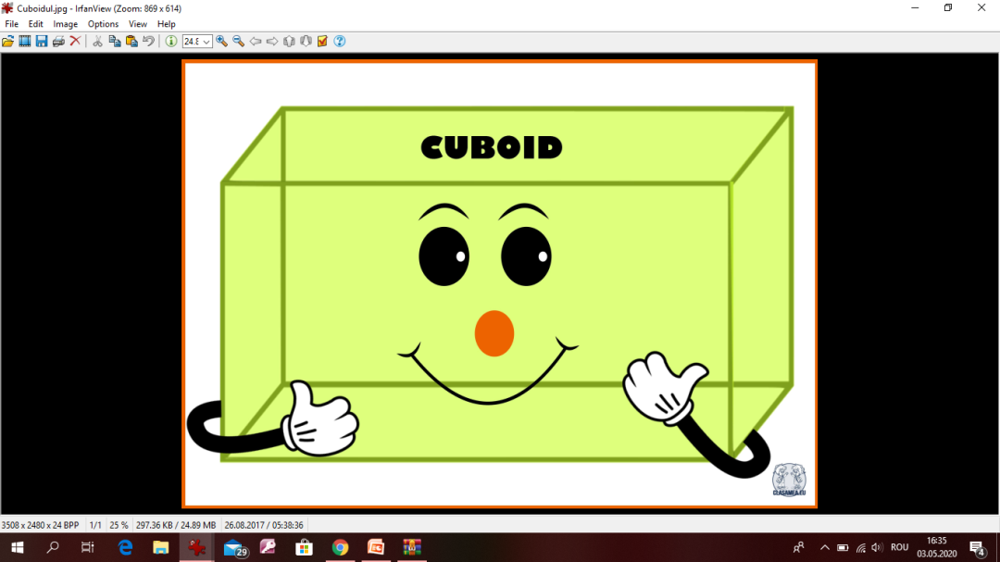 Cuboidul.jpg - IrfanView (Zoom: 869 x 614)
File Edit Image Options View Help
24.8
CUBOID
CLASAMEA.EU
3508 x 2480 x 24 BPP 1/1 25 % 297.36 KB / 24.89 MB 26.08.2017 / 05:38:36
29
ROU
16:35
03.05.2020
4